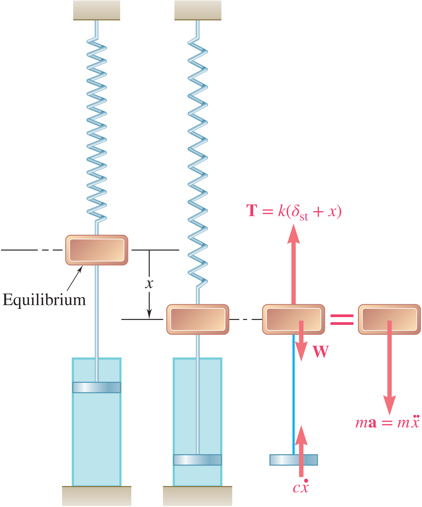 T = k(δst + x)
x
Equilibrium
W
ma = mẍ
cẋ